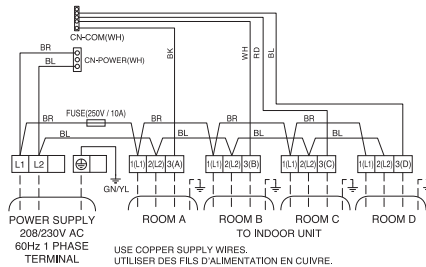 CN-COM(WH)
BR
BL
CN-POWER(WH)
BK
WH
RD
BL
FUSE(250V / 10A)
BR
BR
BR
BR
BL
BL
BL
BL
L1 L2
1(L1) 2(L2) 3(A)
1(L1) 2(L2) 3(B)
1(L1) 2(L2) 3(C)
1(L1) 2(L2) 3(D)
GN/YL
POWER SUPPLY
208/230V AC
60Hz 1 PHASE
TERMINAL
ROOM A
ROOM B
ROOM C
ROOM D
TO INDOOR UNIT
USE COPPER SUPPLY WIRES.
UTILISER DES FILS D'ALIMENTATION EN CUIVRE.